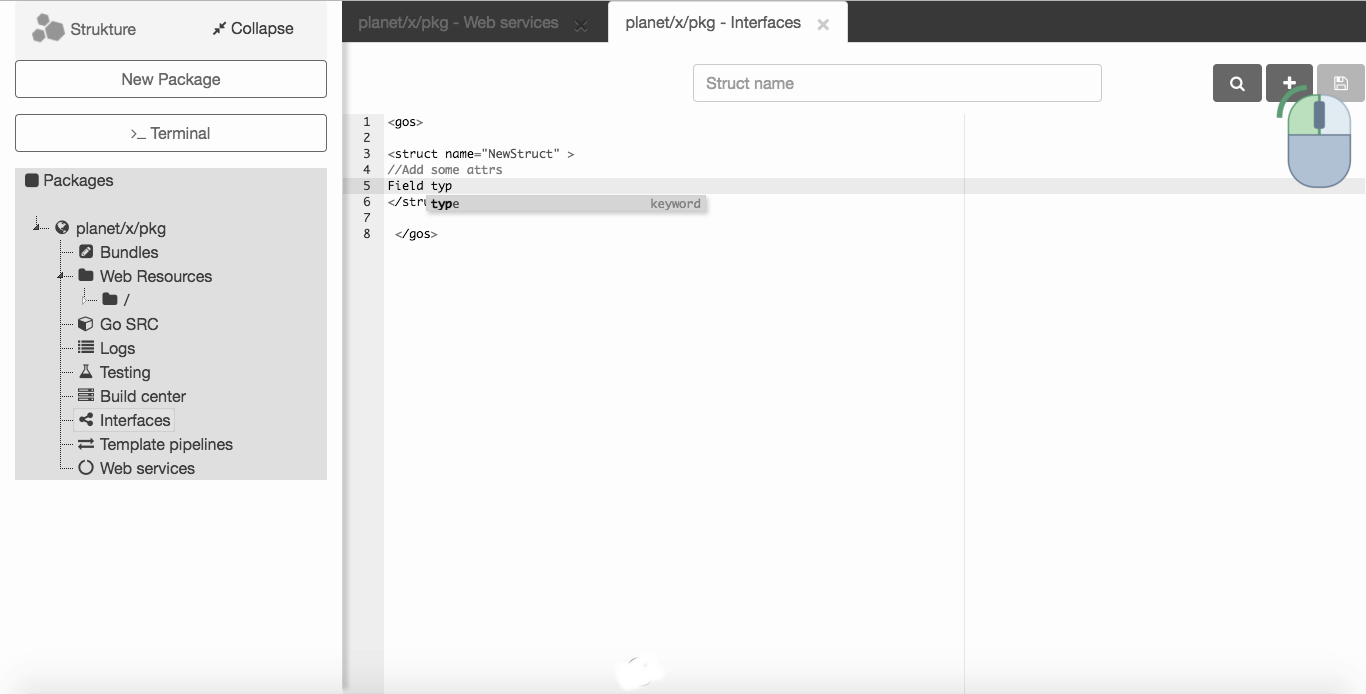 Strukture
Collapse
New Package
>_ Terminal
Packages
planet/x/pkg
Bundles
Web Resources
/
Go SRC
Logs
Testing
Build center
Interfaces
Template pipelines
Web services
planet/x/pkg - Web services
planet/x/pkg - Interfaces
Struct name
1 <gos>
2
3 <struct name="NewStruct" >
4 //Add some attrs
5 Field typ
6 </stru
type keyword
7
8 </gos>